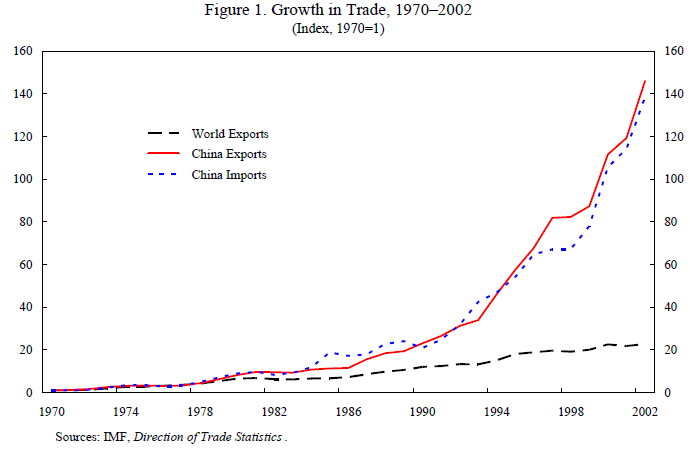 Figure 1. Growth in Trade, 1970–2002
(Index, 1970=1)
160 160
140 140
120 120
100 100
80 80
60 60
40 40
20 20
0 0
World Exports
China Exports
China Imports
1970 1974 1978 1982 1986 1990 1994 1998 2002
Sources: IMF, Direction of Trade Statistics .